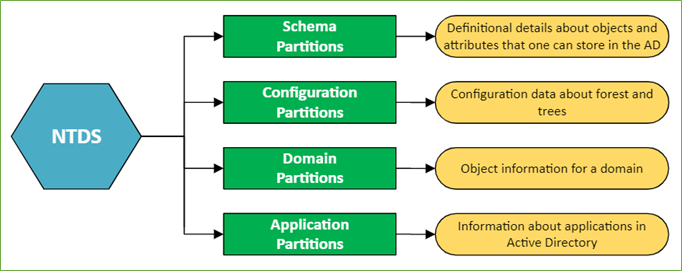 NTDS
Schema
Partitions
Definitional details about objects and
attributes that one can store in the AD
Configuration
Partitions
Configuration data about forest and
trees
Domain
Partitions
Object information for a domain
Application
Partitions
Information about applications in
Active Directory